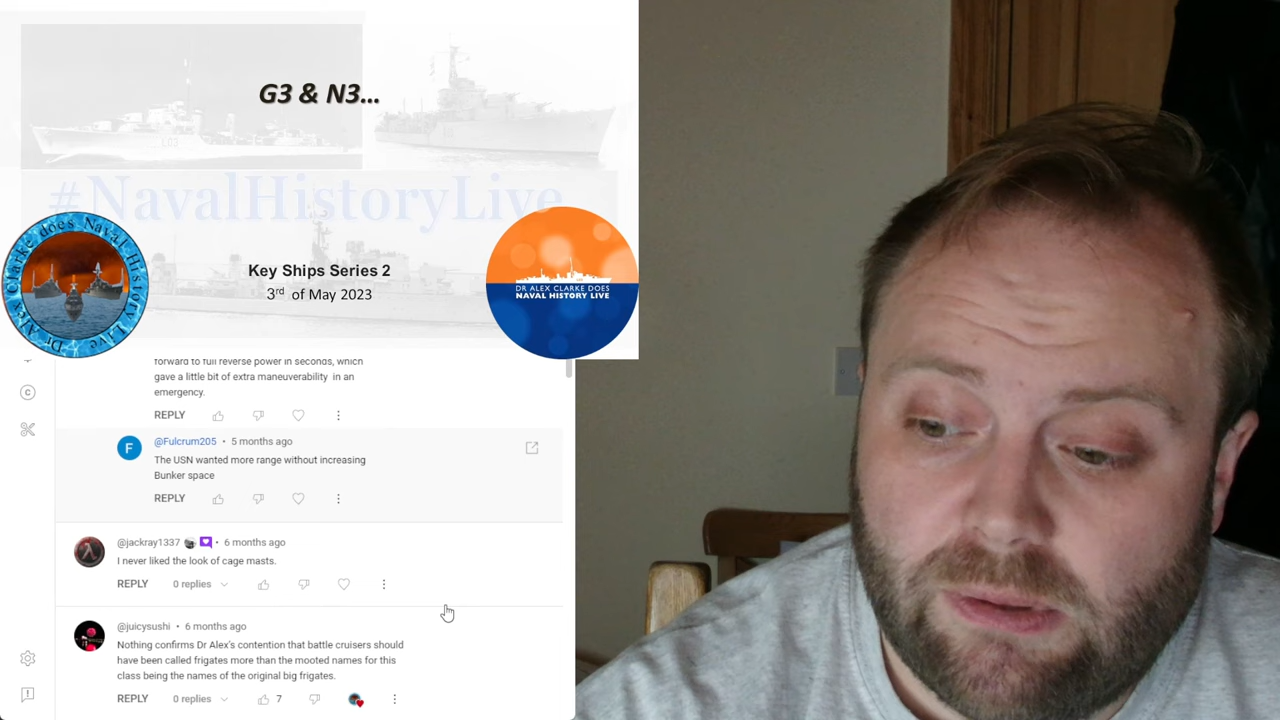 G3 & N3...
#NavalHistoryLive
Dr Alex Clarke does Naval History Live
Key Ships Series 2
3rd of May 2023
DR ALEX CLARKE DOES
NAVAL HISTORY LIVE
forward to full reverse power in seconds, which
gave a little bit of extra maneuverability in an
emergency.
REPLY
F
@Fulcrum205 • 5 months ago
The USN wanted more range without increasing
Bunker space
REPLY
@jackray1337 • 6 months ago
I never liked the look of cage masts.
REPLY 0 replies
@juicysushi • 6 months ago
Nothing confirms Dr Alex's contention that battle cruisers should
have been called frigates more than the mooted names for this
class being the names of the original big frigates.
REPLY 0 replies 7